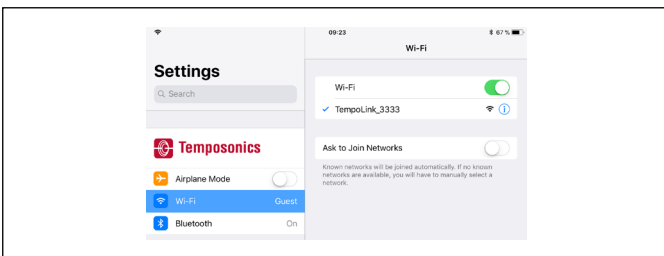 09:23
67 %
Wi-Fi
Settings
Search
Temposonics
Airplane Mode
Wi-Fi Guest
Bluetooth On
Wi-Fi
TempoLink_3333
Ask to Join Networks
Known networks will be joined automatically. If no known
networks are available, you will have to manually select a
network.